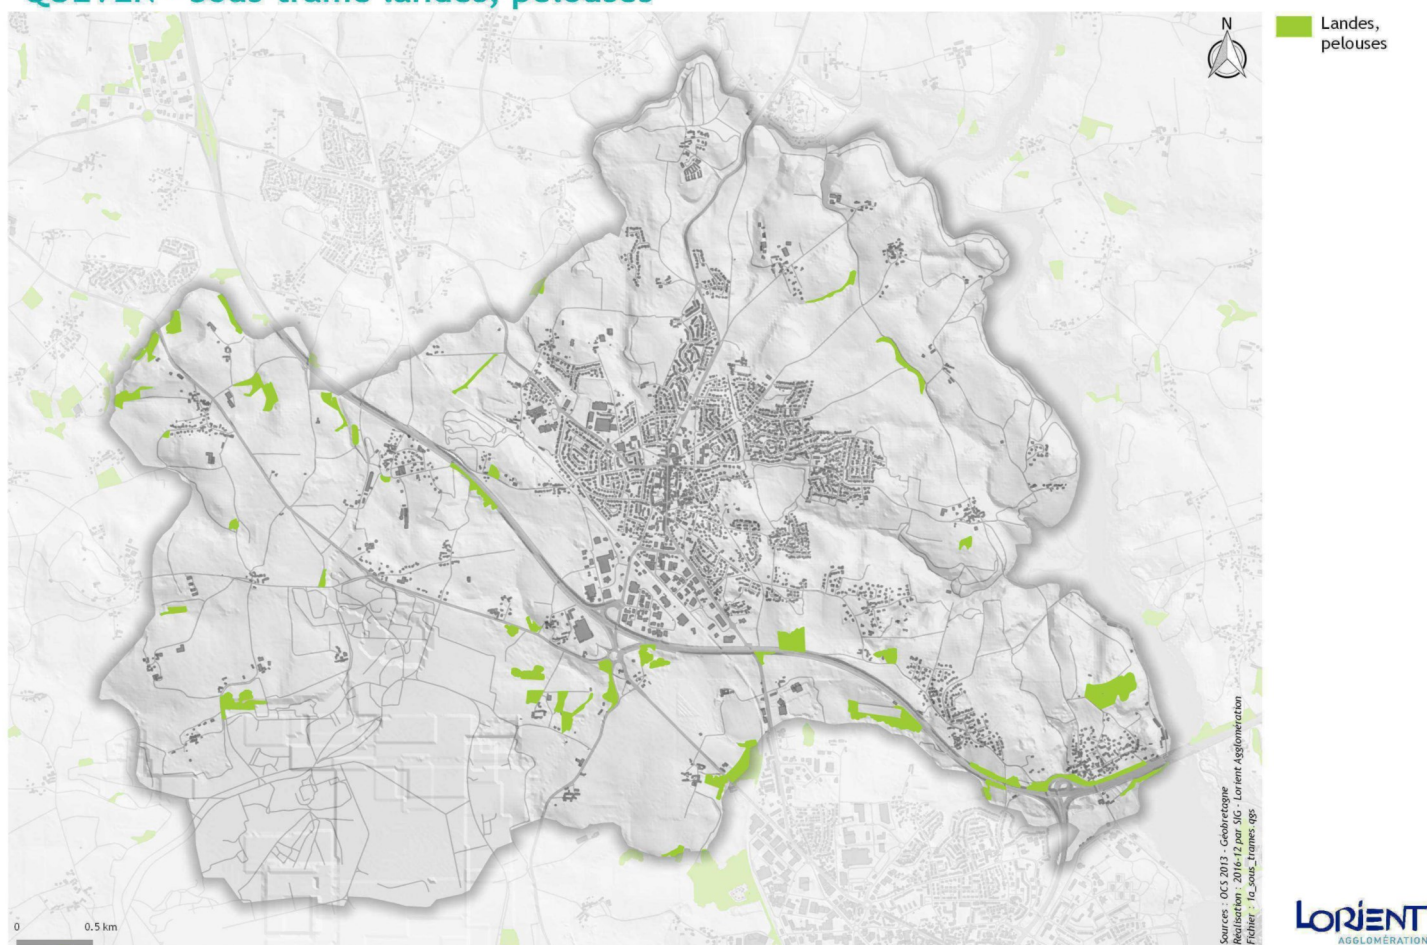 QUEVEN - Sous-trame landes, pelouses
N
Landes,
pelouses
0 0.5 km
Sources : OCS 2013 - Géobretagne
Réalisation : 2016-12 par SIG - Lorient Agglomération
Fichier : 1a_sous_trames.qgs
LORIENT
AGGLOMÉRATION